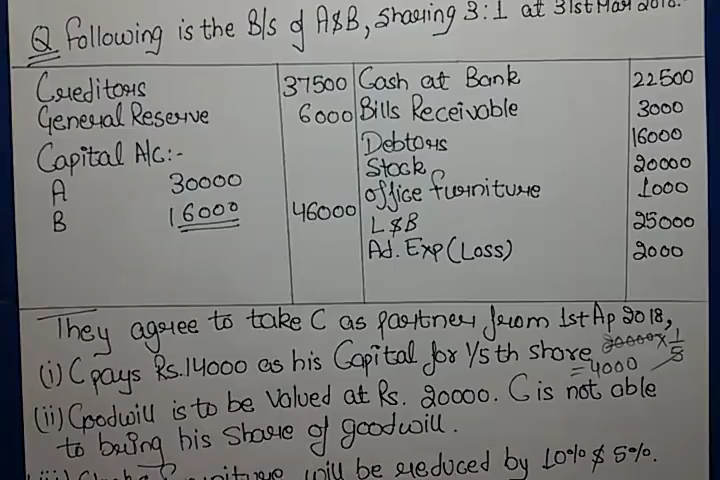 Q Following is the B/s of A&B, sharing 3:1 at 31st Mar 2018.
Creditors 37500 Cash at Bank 22500
General Reserve 6000 Bills Receivable 3000
Capital A/C:- Debtors 16000
A 30000 Stock 20000
B 16000 46000 office furniture 1000
L&B 25000
Ad. Exp (Loss) 2000
They agree to take C as partner from 1st Ap 2018,
(i) C pays Rs.14000 as his Capital for 1/5th share 20000×1/5
=4000
(ii) Goodwill is to be valued at Rs. 20000. C is not able
to bring his share of goodwill.
will be reduced by 10% & 5%.